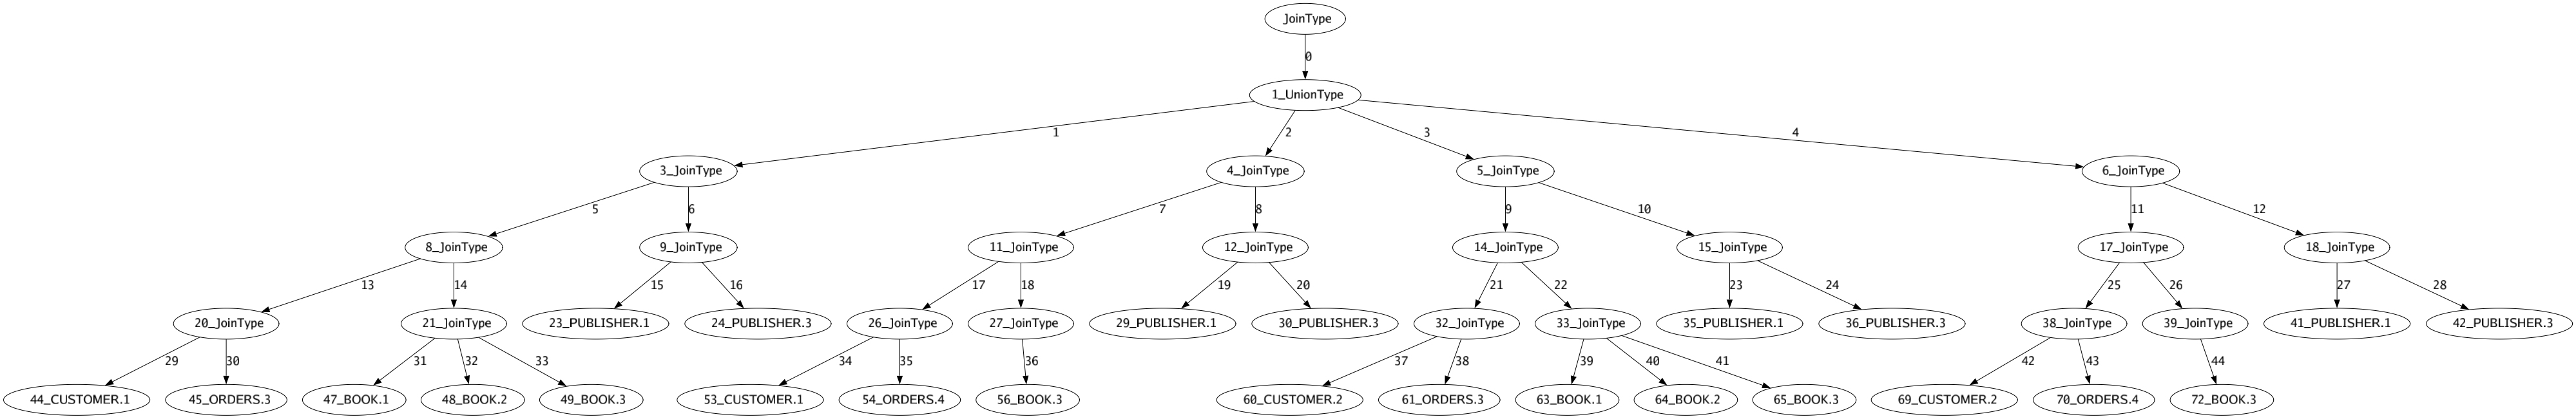 JoinType
0
1_UnionType
1 2 3 4
3_JoinType 4_JoinType 5_JoinType 6_JoinType
5 6 7 8 9 10 11 12
8_JoinType 9_JoinType 11_JoinType 12_JoinType 14_JoinType 15_JoinType 17_JoinType 18_JoinType
13 14 15 16 17 18 19 20 21 22 23 24 25 26 27 28
20_JoinType 21_JoinType 23_PUBLISHER.1 24_PUBLISHER.3 26_JoinType 27_JoinType 29_PUBLISHER.1 30_PUBLISHER.3 32_JoinType 33_JoinType 35_PUBLISHER.1 36_PUBLISHER.3 38_JoinType 39_JoinType 41_PUBLISHER.1 42_PUBLISHER.3
29 30 31 32 33 34 35 36 37 38 39 40 41 42 43 44
44_CUSTOMER.1 45_ORDERS.3 47_BOOK.1 48_BOOK.2 49_BOOK.3 53_CUSTOMER.1 54_ORDERS.4 56_BOOK.3 60_CUSTOMER.2 61_ORDERS.3 63_BOOK.1 64_BOOK.2 65_BOOK.3 69_CUSTOMER.2 70_ORDERS.4 72_BOOK.3